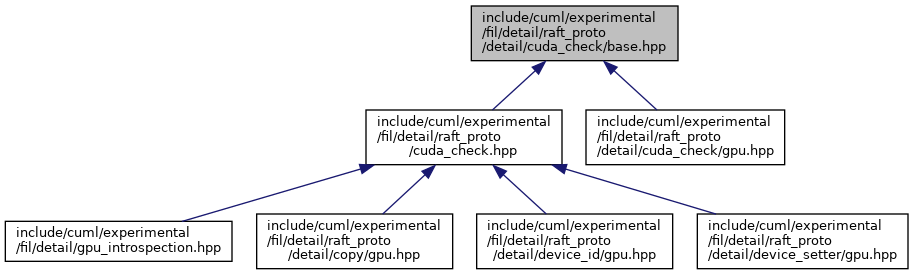 include/cuml/experimental
/fil/detail/raft_proto
/detail/cuda_check/base.hpp
include/cuml/experimental
/fil/detail/raft_proto
/cuda_check.hpp
include/cuml/experimental
/fil/detail/raft_proto
/detail/cuda_check/gpu.hpp
include/cuml/experimental
/fil/detail/gpu_introspection.hpp
include/cuml/experimental
/fil/detail/raft_proto
/detail/copy/gpu.hpp
include/cuml/experimental
/fil/detail/raft_proto
/detail/device_id/gpu.hpp
include/cuml/experimental
/fil/detail/raft_proto
/detail/device_setter/gpu.hpp